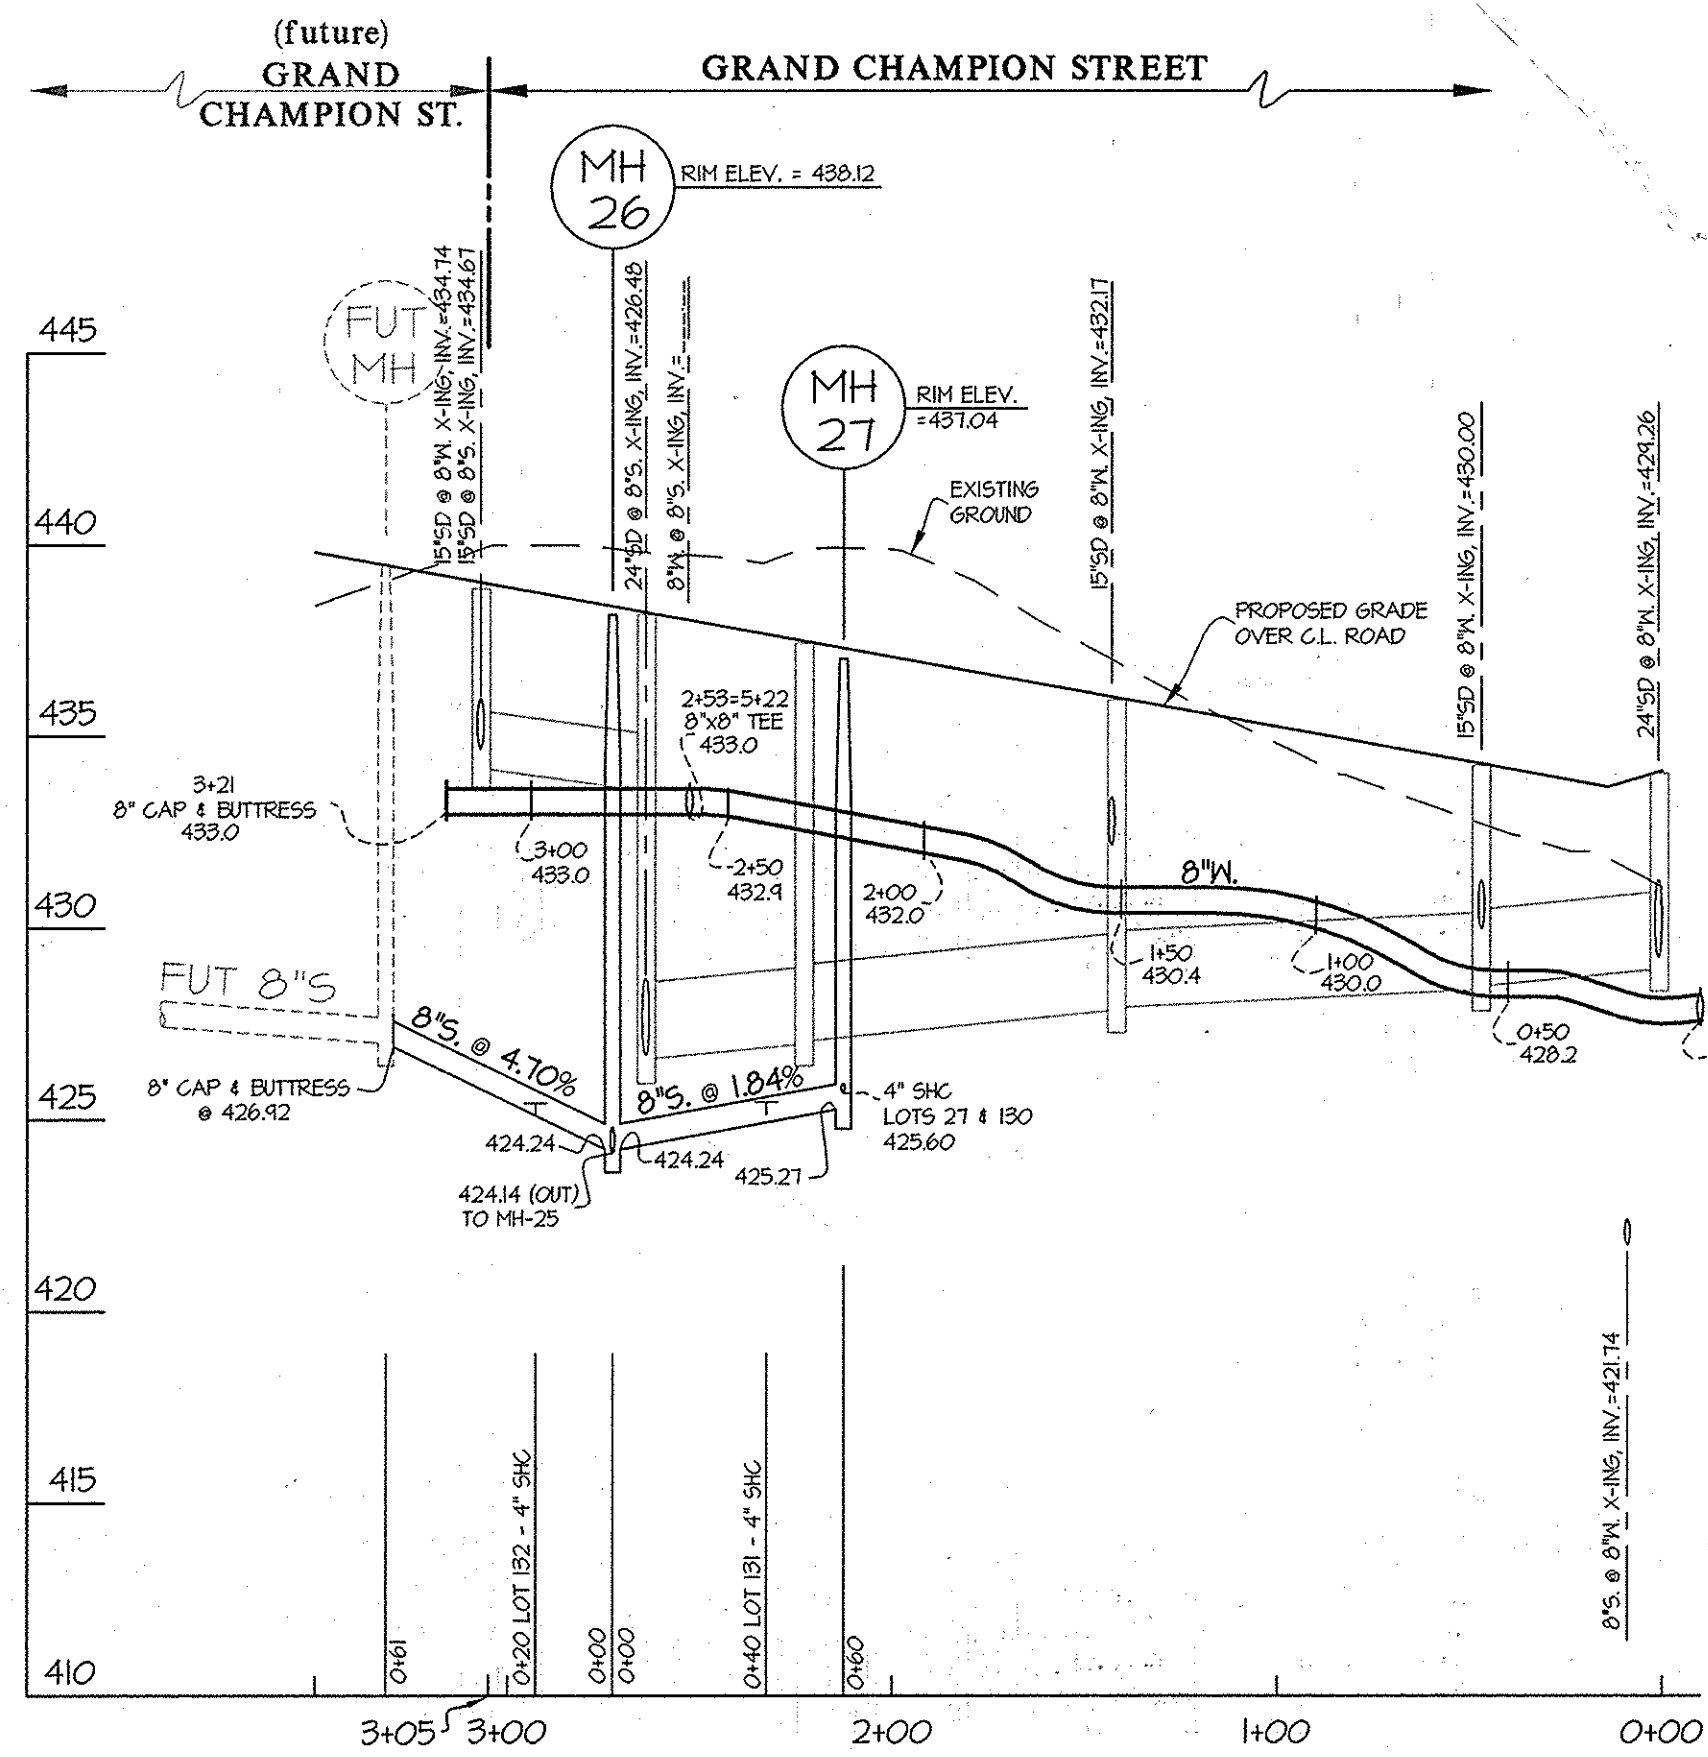 (future)
GRAND
CHAMPION ST.
GRAND CHAMPION STREET
MH
26
RIM ELEV. = 438.12
FUT
MH
15"SD @ 8"W. X-ING, INV.=434.74
15"SD @ 8"S. X-ING, INV.=434.67
24"SD @ 8"S. X-ING, INV.=426.48
8"W. @ 8"S. X-ING, INV.=
MH
27
RIM ELEV.
=437.04
15"SD @ 8"W. X-ING, INV.=432.17
15"SD @ 8"W. X-ING, INV.=430.00
24"SD @ 8"W. X-ING, INV.=429.26
EXISTING
GROUND
PROPOSED GRADE
OVER C.L. ROAD
445
440
435
430
425
420
415
410
2+53=5+22
8"x8" TEE
433.0
3+21
8" CAP & BUTTRESS
433.0
3+00
433.0
2+50
432.9
2+00
432.0
8"W.
1+50
430.4
1+00
430.0
0+50
428.2
FUT 8"S
8"S. @ 4.70%
8"S. @ 1.84%
8" CAP & BUTTRESS
@ 426.92
4" SHC
LOTS 27 & 130
425.60
424.24
424.24
425.27
424.14 (OUT)
TO MH-25
8"S. @ 8"W. X-ING, INV.=421.74
0+61
0+20 LOT 132 - 4" SHC
0+00
0+00
0+40 LOT 131 - 4" SHC
0+60
3+05
3+00
2+00
1+00
0+00